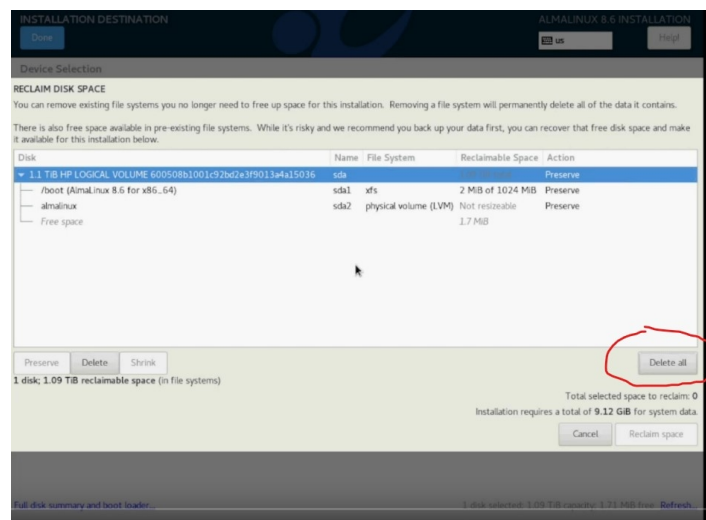 INSTALLATION DESTINATION
ALMALINUX 8.6 INSTALLATION
Done
us
Help!
Device Selection
RECLAIM DISK SPACE
You can remove existing file systems you no longer need to free up space for this installation. Removing a file system will permanently delete all of the data it contains.
There is also free space available in pre-existing file systems. While it's risky and we recommend you back up your data first, you can recover that free disk space and make
it available for this installation below.
Disk Name File System Reclaimable Space Action
1.1 TiB HP LOGICAL VOLUME 600508b1001c92bd2e3f9013a4a15036 sda Preserve
/boot (AlmaLinux 8.6 for x86_64) sda1 xfs 2 MiB of 1024 MiB Preserve
almalinux sda2 physical volume (LVM) Not resizeable Preserve
Free space 1.7 MiB
Preserve Delete Shrink Delete all
1 disk; 1.09 TiB reclaimable space (in file systems)
Total selected space to reclaim: 0
Installation requires a total of 9.12 GiB for system data.
Cancel Reclaim space
Full disk summary and boot loader...
1 disk selected; 1.09 TiB capacity; 1.71 MiB free Refresh...